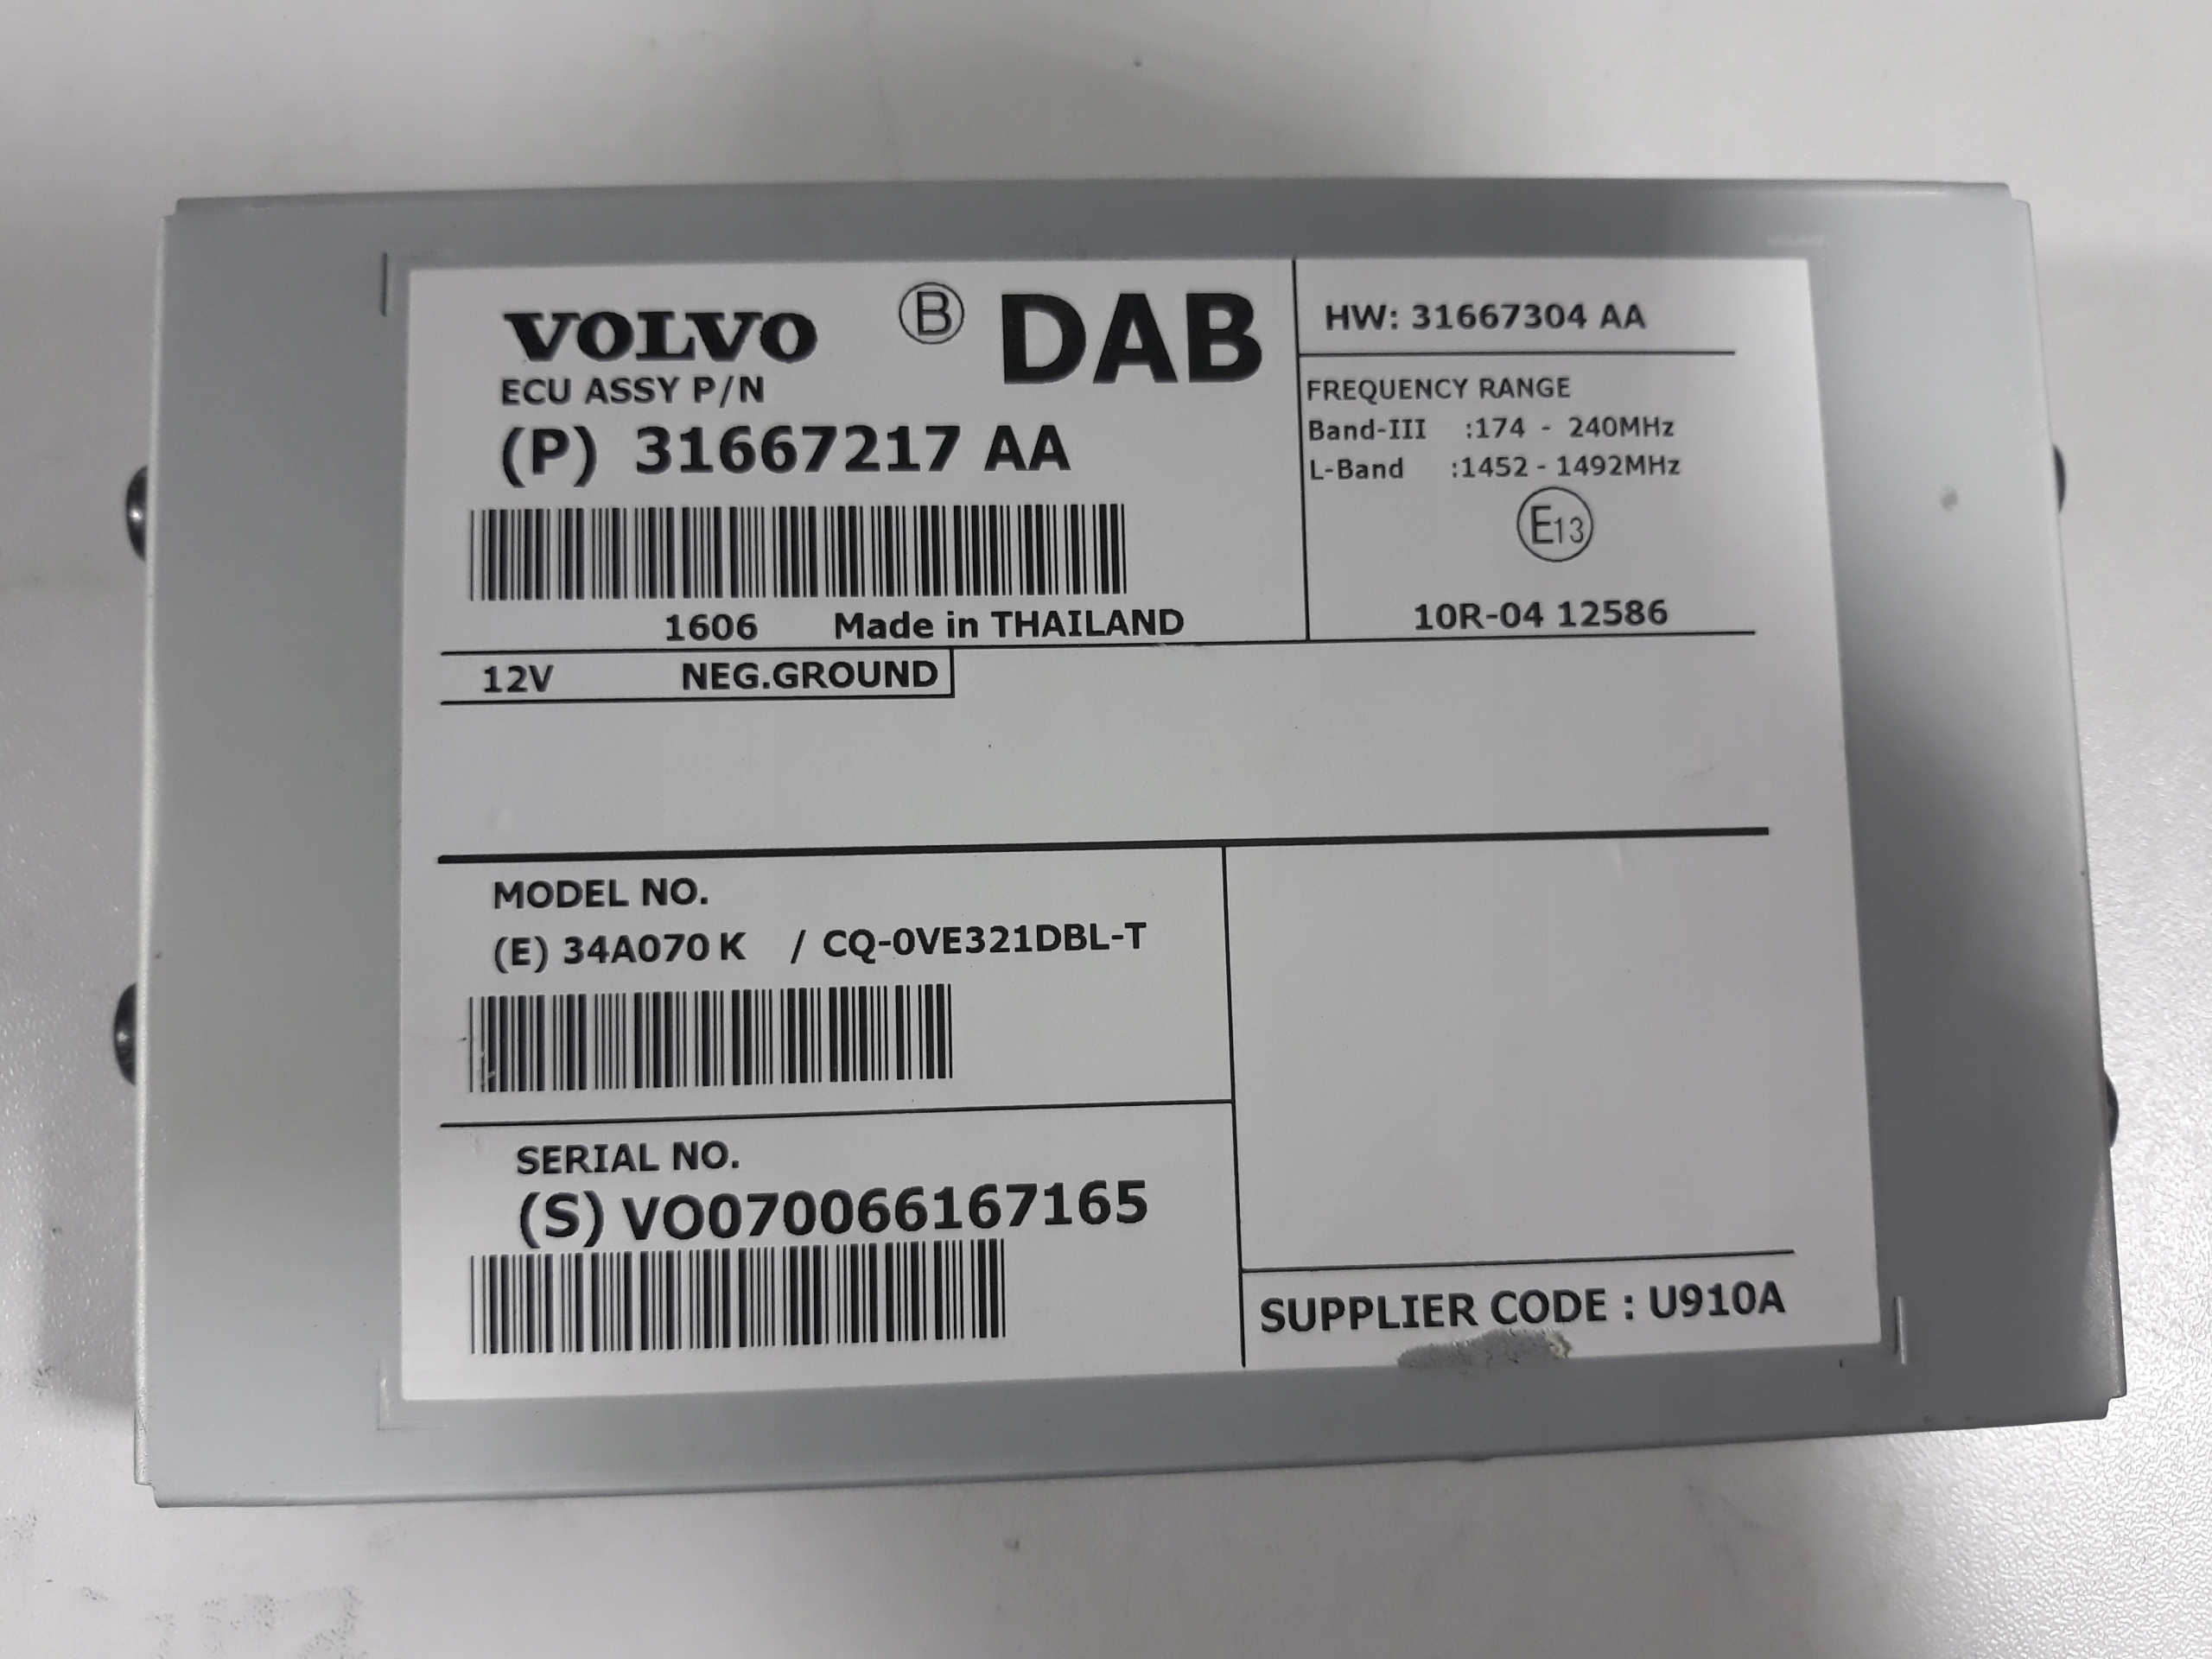 VOLVO
Ⓑ DAB
ECU ASSY P/N
(P) 31667217 AA
1606 Made in THAILAND
12V NEG.GROUND
HW: 31667304 AA
FREQUENCY RANGE
Band-III :174 - 240MHz
L-Band :1452 - 1492MHz
E13
10R-04 12586
MODEL NO.
(E) 34A070 K / CQ-0VE321DBL-T
SERIAL NO.
(S) VO070066167165
SUPPLIER CODE : U910A